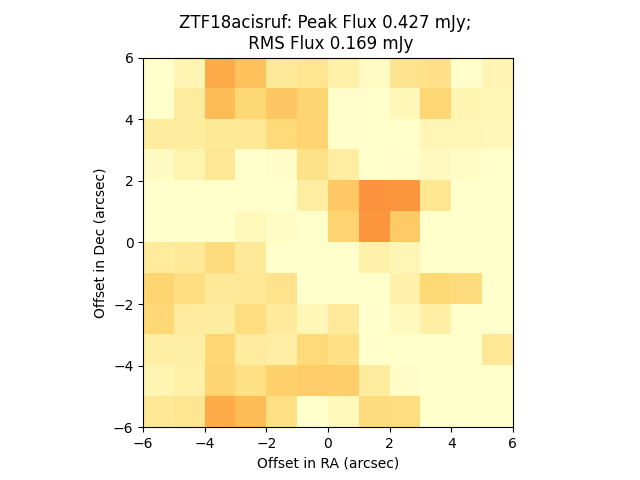 ZTF18acisruf: Peak Flux 0.427 mJy;
RMS Flux 0.169 mJy
6
4
2
0
−2
−4
−6
Offset in Dec (arcsec)
−6 −4 −2 0 2 4 6
Offset in RA (arcsec)